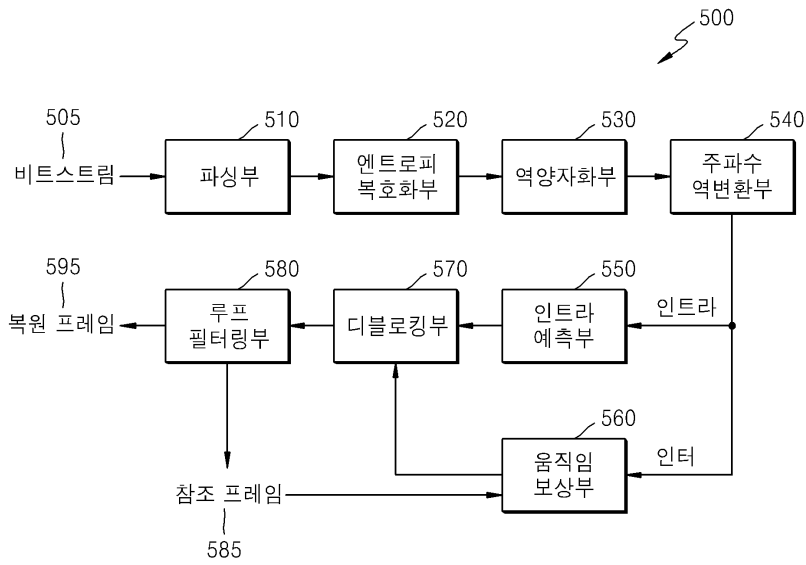 500
505
510
520
530
540
비트스트림
파싱부
엔트로피
복호화부
역양자화부
주파수
역변환부
595
580
570
550
복원 프레임
루프
필터링부
디블로킹부
인트라
예측부
인트라
560
움직임
보상부
인터
참조 프레임
585